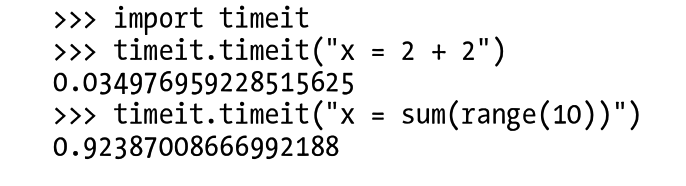 >>> import timeit
>>> timeit.timeit("x = 2 + 2")
0.034976959228515625
>>> timeit.timeit("x = sum(range(10))")
0.92387008666992188